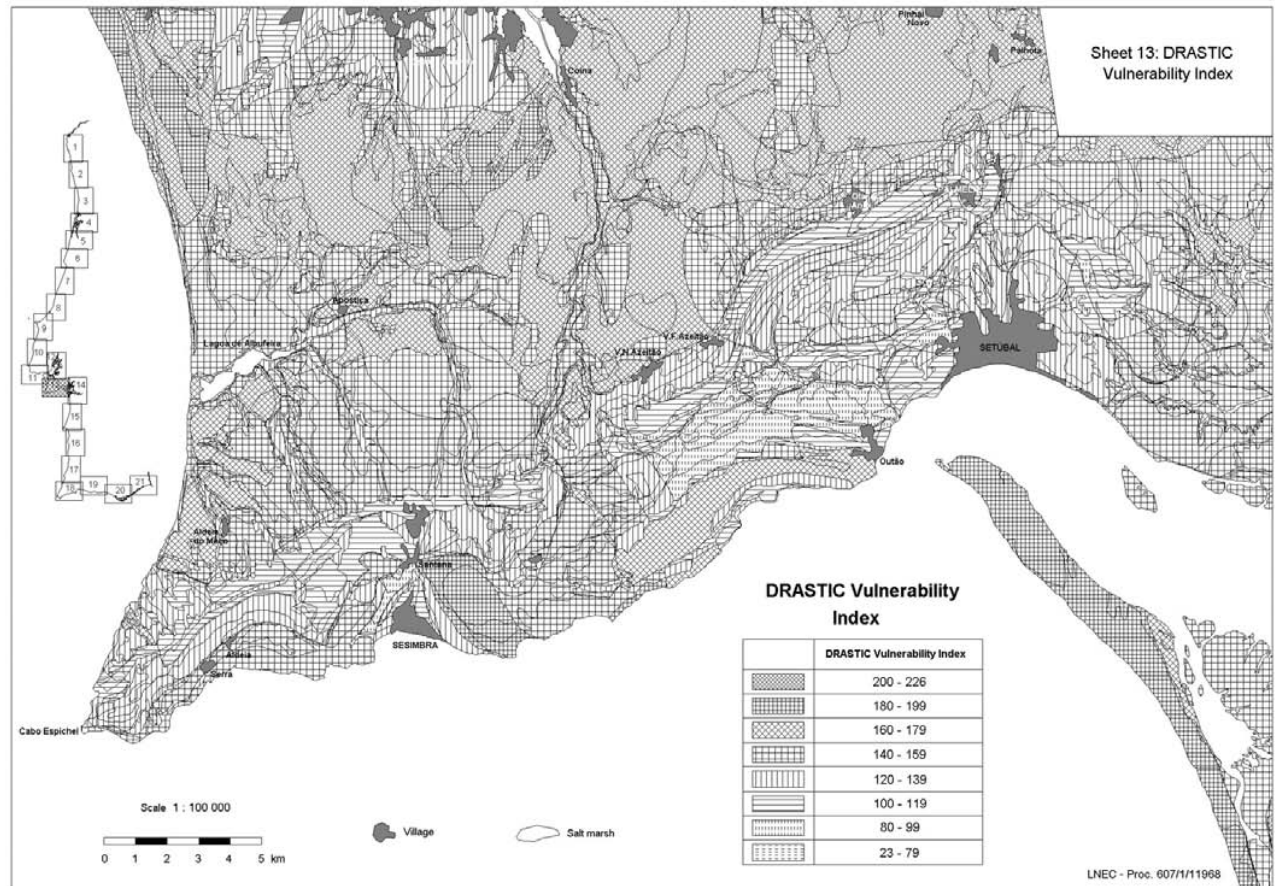 Pinhal
Novo
Palhota
Sheet 13: DRASTIC
Vulnerability Index
Coina
1
2
3
4
5
6
7
8
9
10
11
14
15
16
17
18
19
20
21
Apostiça
Lagoa de Albufeira
V.F. Azeitão
V.N. Azeitão
SETÚBAL
Outão
Aldeia
do Meco
Santana
SESIMBRA
Aldeia
Serra
Cabo Espichel
DRASTIC Vulnerability
Index
DRASTIC Vulnerability Index
200 - 226
180 - 199
160 - 179
140 - 159
120 - 139
100 - 119
80 - 99
23 - 79
Scale 1 : 100 000
0 1 2 3 4 5 km
Village
Salt marsh
LNEC - Proc. 607/1/11968